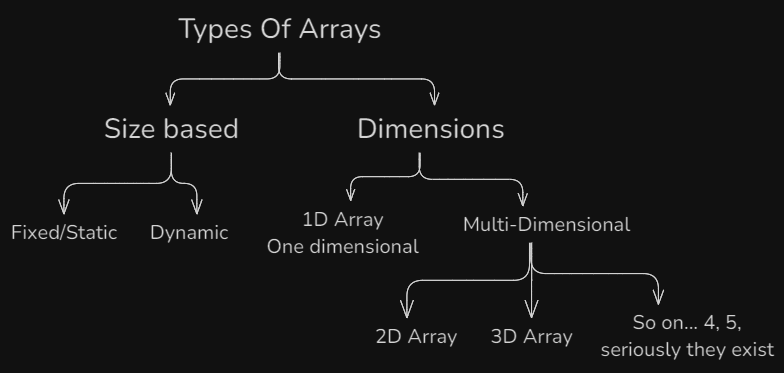 Types Of Arrays
Size based
Dimensions
Fixed/Static
Dynamic
1D Array
One dimensional
Multi-Dimensional
2D Array
3D Array
So on... 4, 5,
seriously they exist